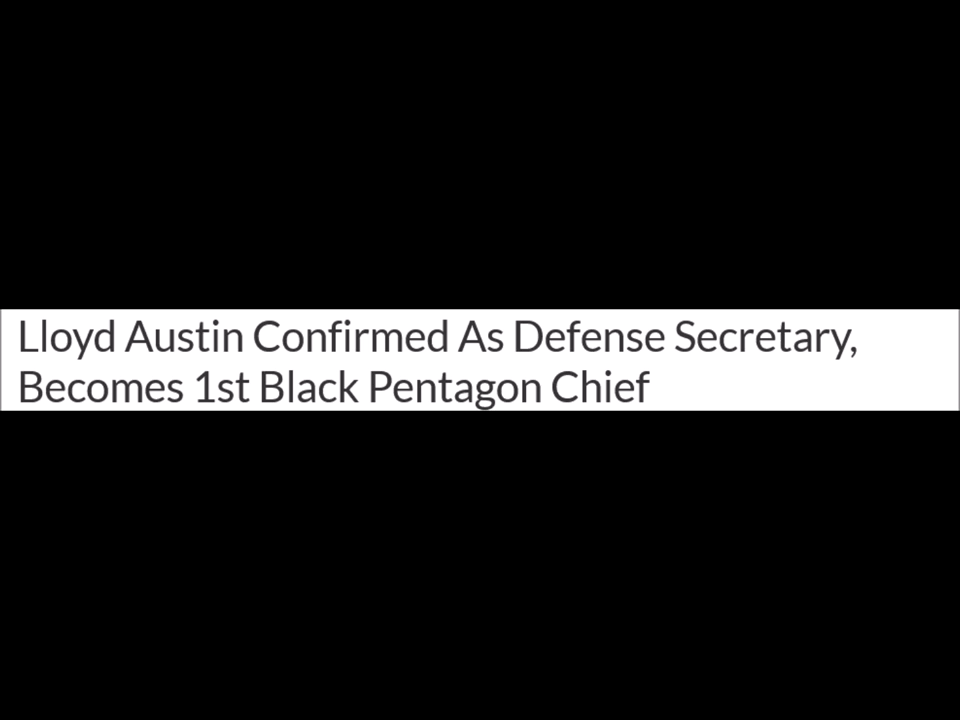 Lloyd Austin Confirmed As Defense Secretary,
Becomes 1st Black Pentagon Chief